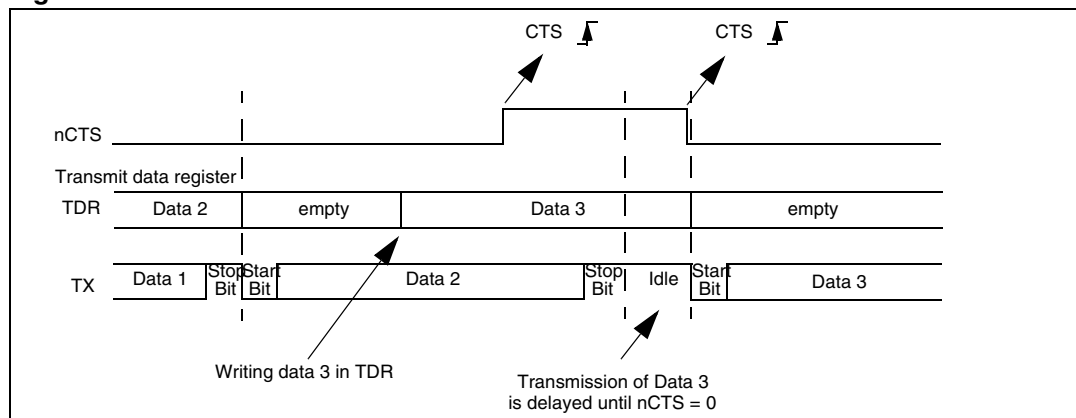 CTS CTS
nCTS
Transmit data register
TDR Data 2 empty Data 3 empty
TX Data 1 Stop Bit Start Bit Data 2 Stop Bit Idle Start Bit Data 3
Writing data 3 in TDR
Transmission of Data 3
is delayed until nCTS = 0